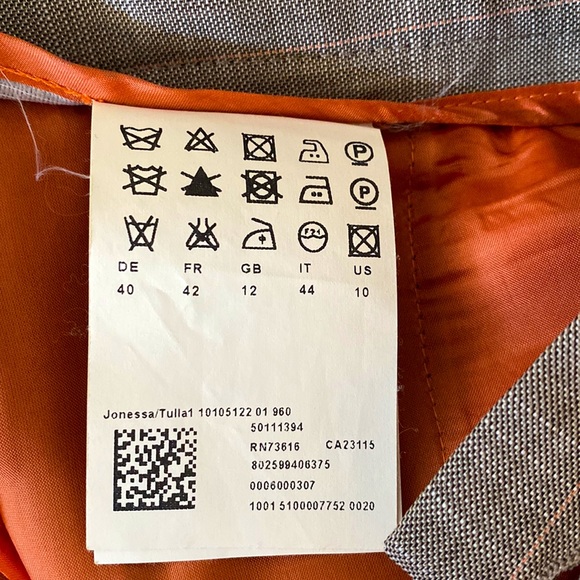 P
P
F21
DE FR GB IT US
40 42 12 44 10
Jonessa/Tulla1 10105122 01 960
50111394
RN73616 CA23115
802599406375
0006000307
1001 5100007752 0020